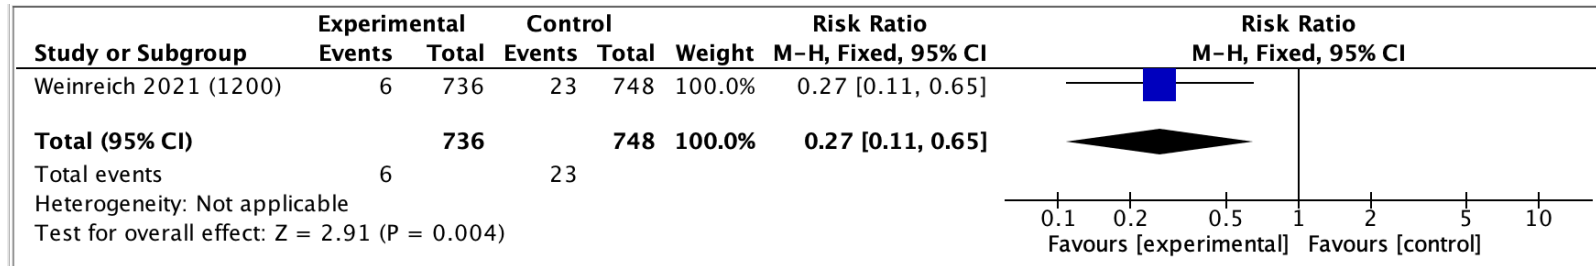 Experimental Control Risk Ratio Risk Ratio
Study or Subgroup Events Total Events Total Weight M-H, Fixed, 95% CI M-H, Fixed, 95% CI
Weinreich 2021 (1200) 6 736 23 748 100.0% 0.27 [0.11, 0.65]
Total (95% CI) 736 748 100.0% 0.27 [0.11, 0.65]
Total events 6 23
Heterogeneity: Not applicable
Test for overall effect: Z = 2.91 (P = 0.004)
0.1 0.2 0.5 1 2 5 10
Favours [experimental] Favours [control]